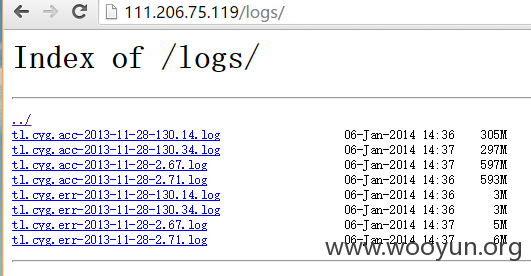 111.206.75.119/logs/
Index of /logs/
../
tl.cyg.acc-2013-11-28-130.14.log 06-Jan-2014 14:36 305M
tl.cyg.acc-2013-11-28-130.34.log 06-Jan-2014 14:37 297M
tl.cyg.acc-2013-11-28-2.67.log 06-Jan-2014 14:37 597M
tl.cyg.acc-2013-11-28-2.71.log 06-Jan-2014 14:36 593M
tl.cyg.err-2013-11-28-130.14.log 06-Jan-2014 14:36 3M
tl.cyg.err-2013-11-28-130.34.log 06-Jan-2014 14:36 3M
tl.cyg.err-2013-11-28-2.67.log 06-Jan-2014 14:37 5M
tl.cyg.err-2013-11-28-2.71.log 06-Jan-2014 14:36 6M
www.wooyun.org